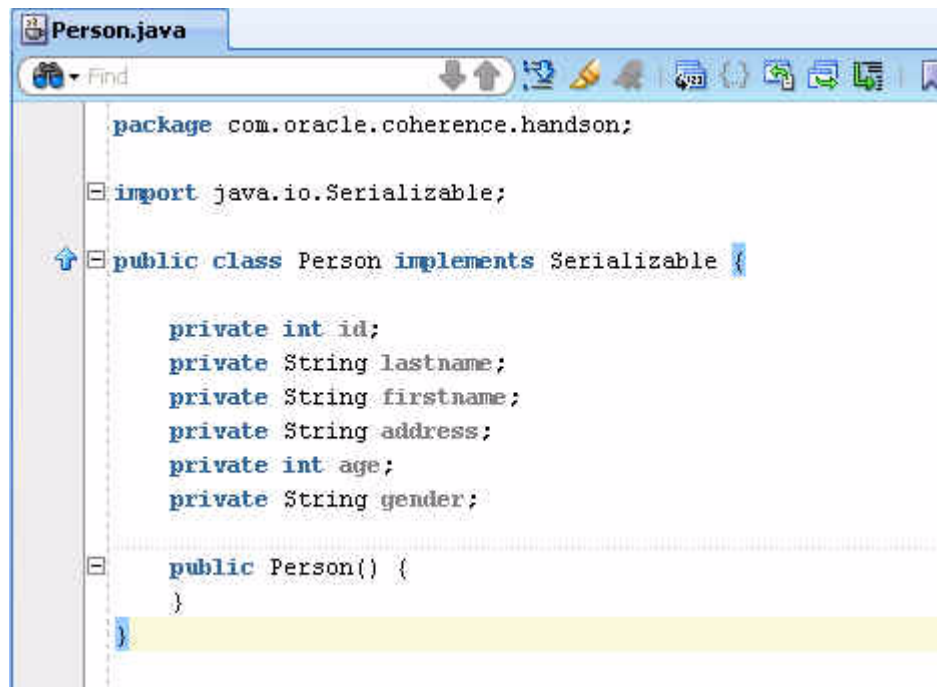 Person.java
Find
package com.oracle.coherence.handson;
import java.io.Serializable;
public class Person implements Serializable {
private int id;
private String lastname;
private String firstname;
private String address;
private int age;
private String gender;
public Person() {
}
}